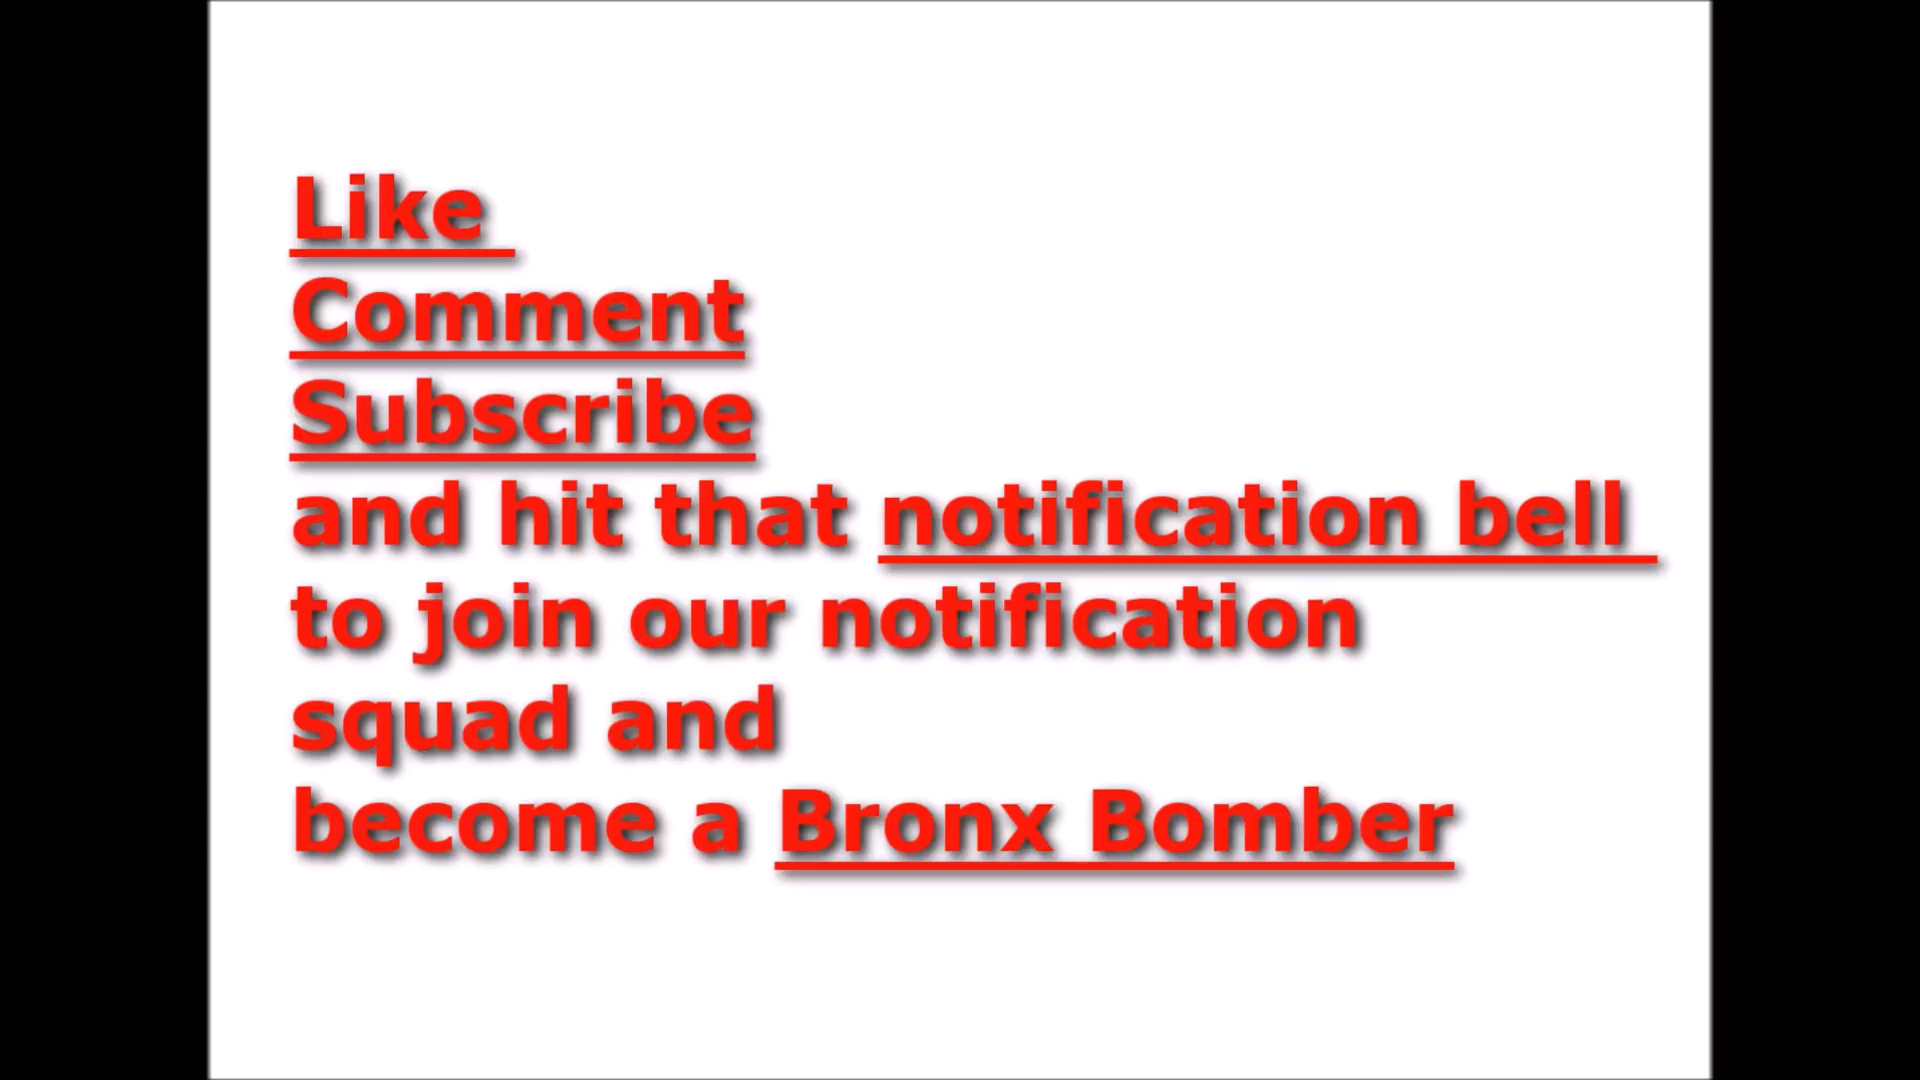 Like
Comment
Subscribe
and hit that notification bell
to join our notification
squad and
become a Bronx Bomber